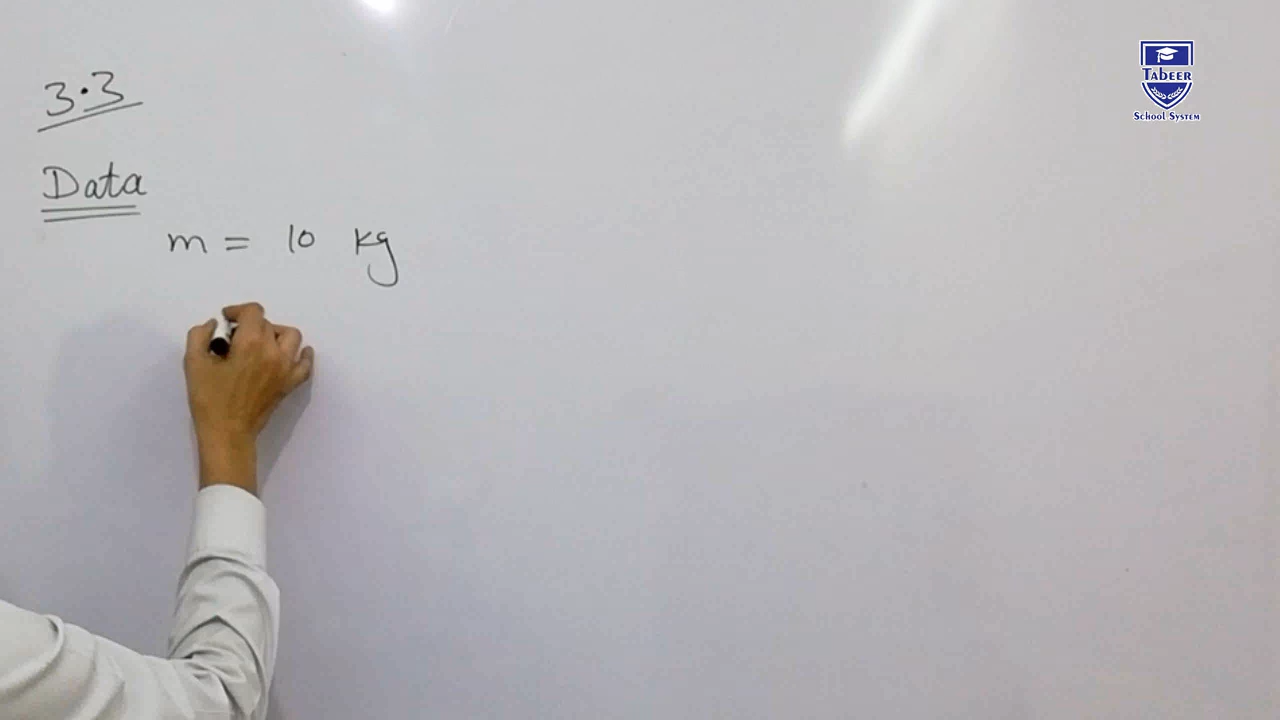 3.3
Data
m = 10 kg
TABEER
SCHOOL SYSTEM